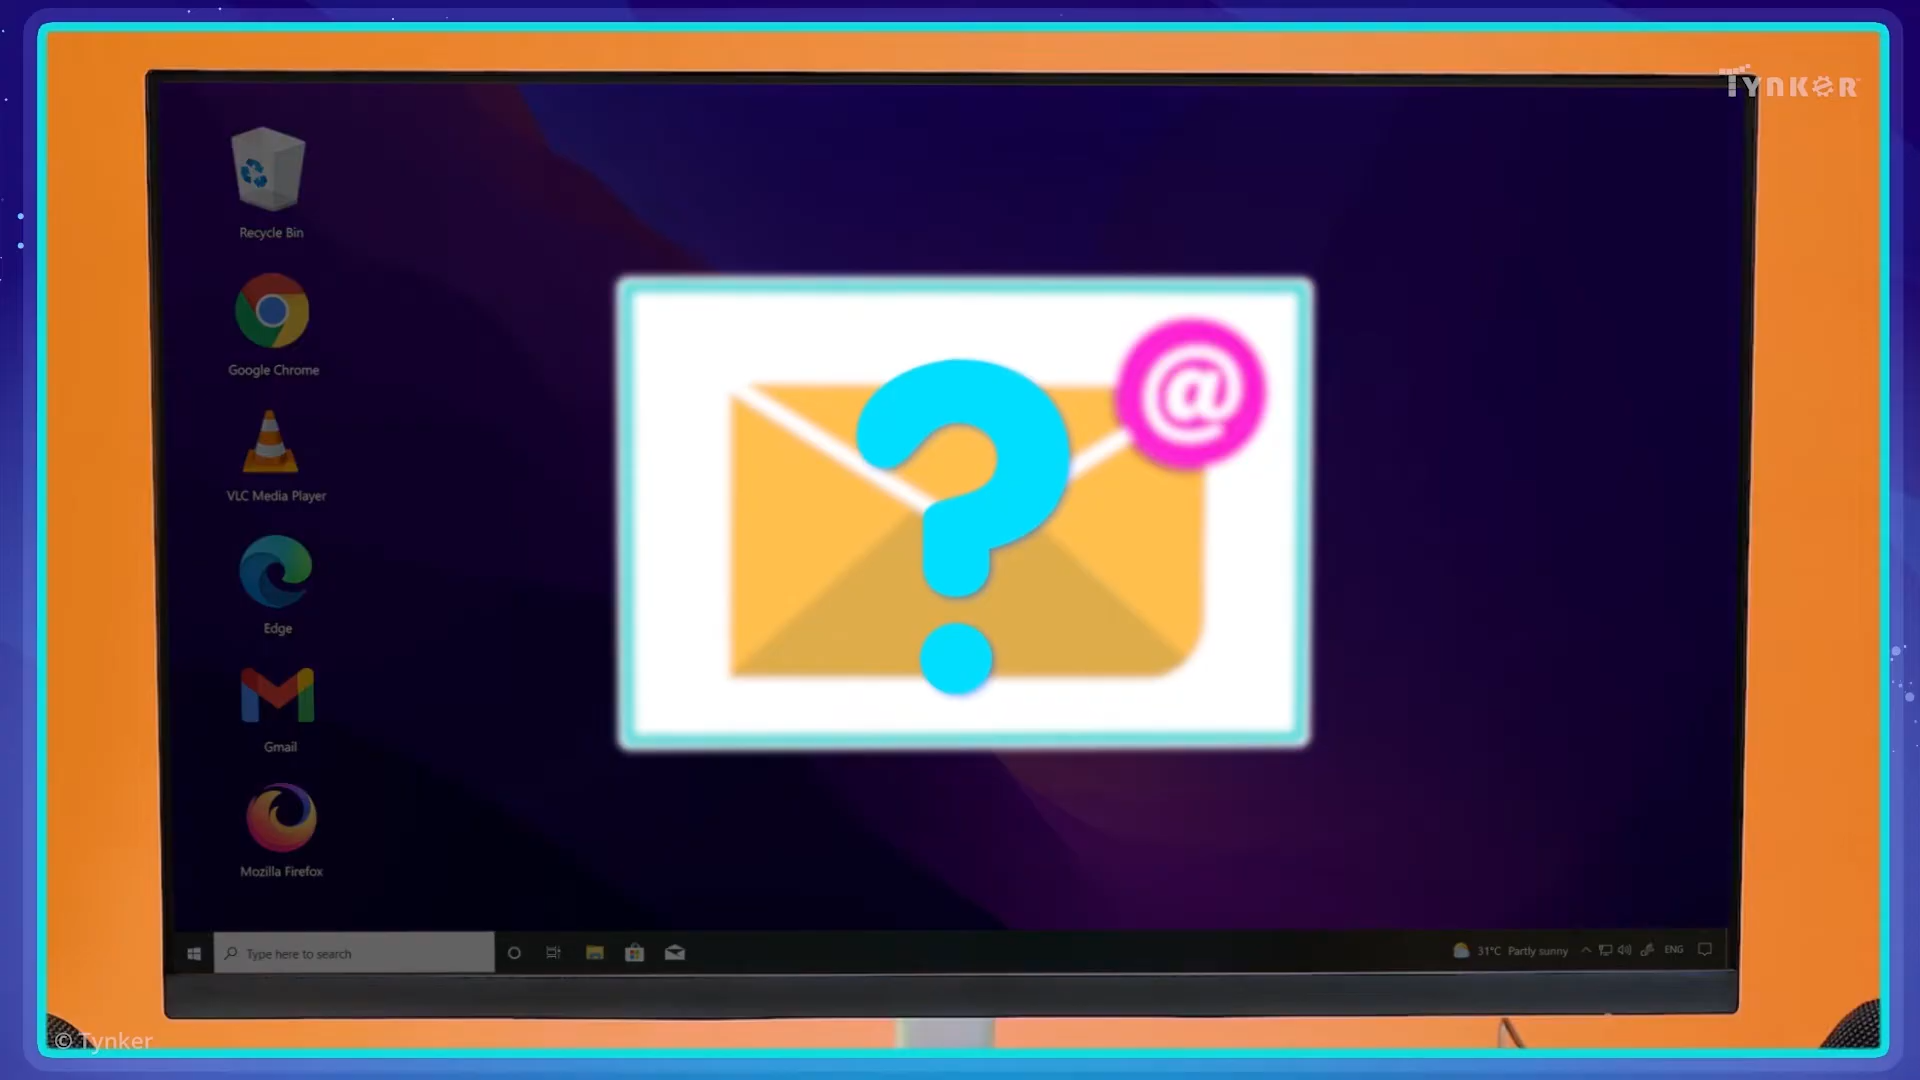 TYNKER
Recycle Bin
Google Chrome
VLC Media Player
Edge
Gmail
Mozilla Firefox
@
?
Type here to search
31°C Partly sunny
ENG
© Tynker